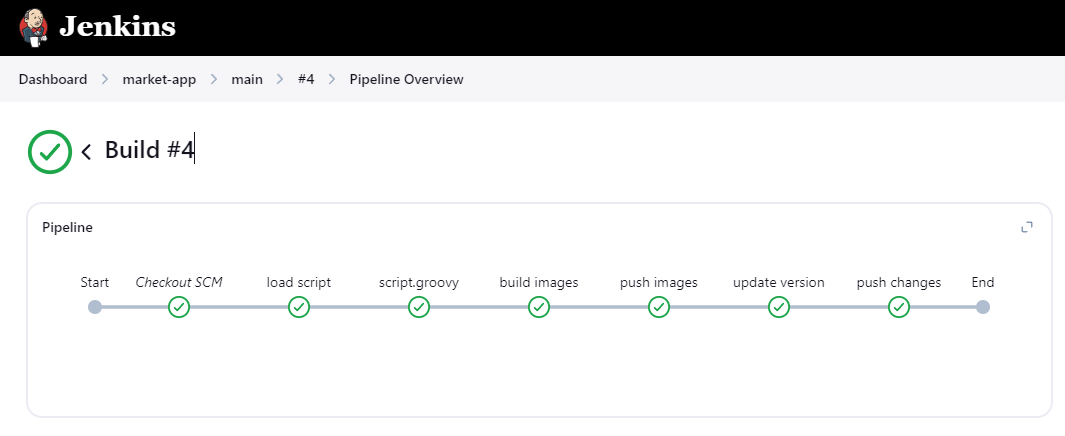 Jenkins
Dashboard > market-app > main > #4 > Pipeline Overview
Build #4
Pipeline
Start Checkout SCM load script script.groovy build images push images update version push changes End